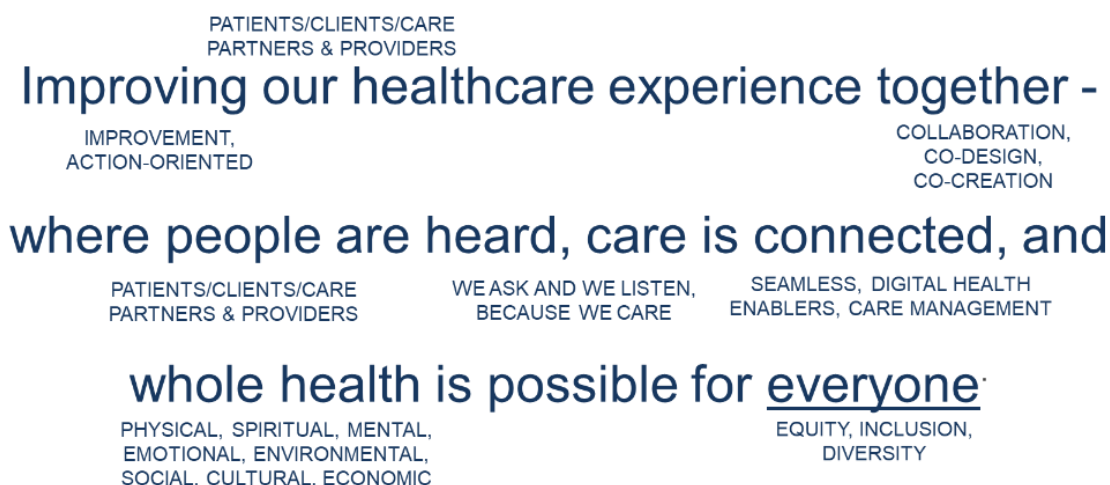 PATIENTS/CLIENTS/CARE
PARTNERS & PROVIDERS
Improving our healthcare experience together -
IMPROVEMENT,
ACTION-ORIENTED
COLLABORATION,
CO-DESIGN,
CO-CREATION
where people are heard, care is connected, and
PATIENTS/CLIENTS/CARE
PARTNERS & PROVIDERS
WE ASK AND WE LISTEN,
BECAUSE WE CARE
SEAMLESS, DIGITAL HEALTH
ENABLERS, CARE MANAGEMENT
whole health is possible for everyone.
PHYSICAL, SPIRITUAL, MENTAL,
EMOTIONAL, ENVIRONMENTAL,
SOCIAL, CULTURAL, ECONOMIC
EQUITY, INCLUSION,
DIVERSITY